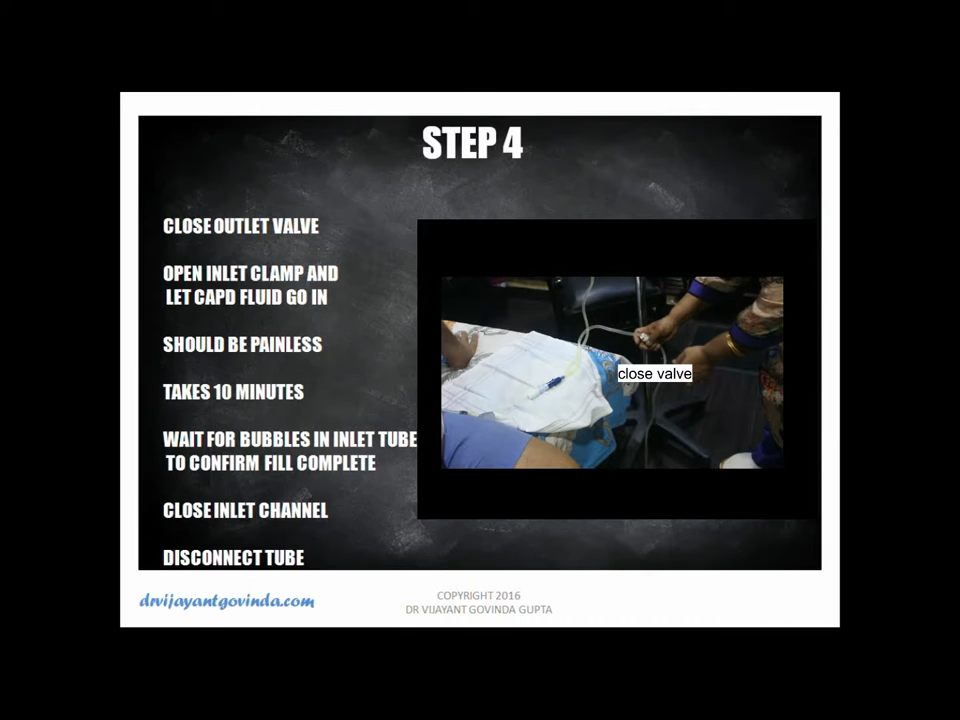 STEP 4
CLOSE OUTLET VALVE
OPEN INLET CLAMP AND
LET CAPD FLUID GO IN
SHOULD BE PAINLESS
TAKES 10 MINUTES
WAIT FOR BUBBLES IN INLET TUBE
TO CONFIRM FILL COMPLETE
CLOSE INLET CHANNEL
DISCONNECT TUBE
close valve
drvijayantgovinda.com
COPYRIGHT 2016
DR VIJAYANT GOVINDA GUPTA